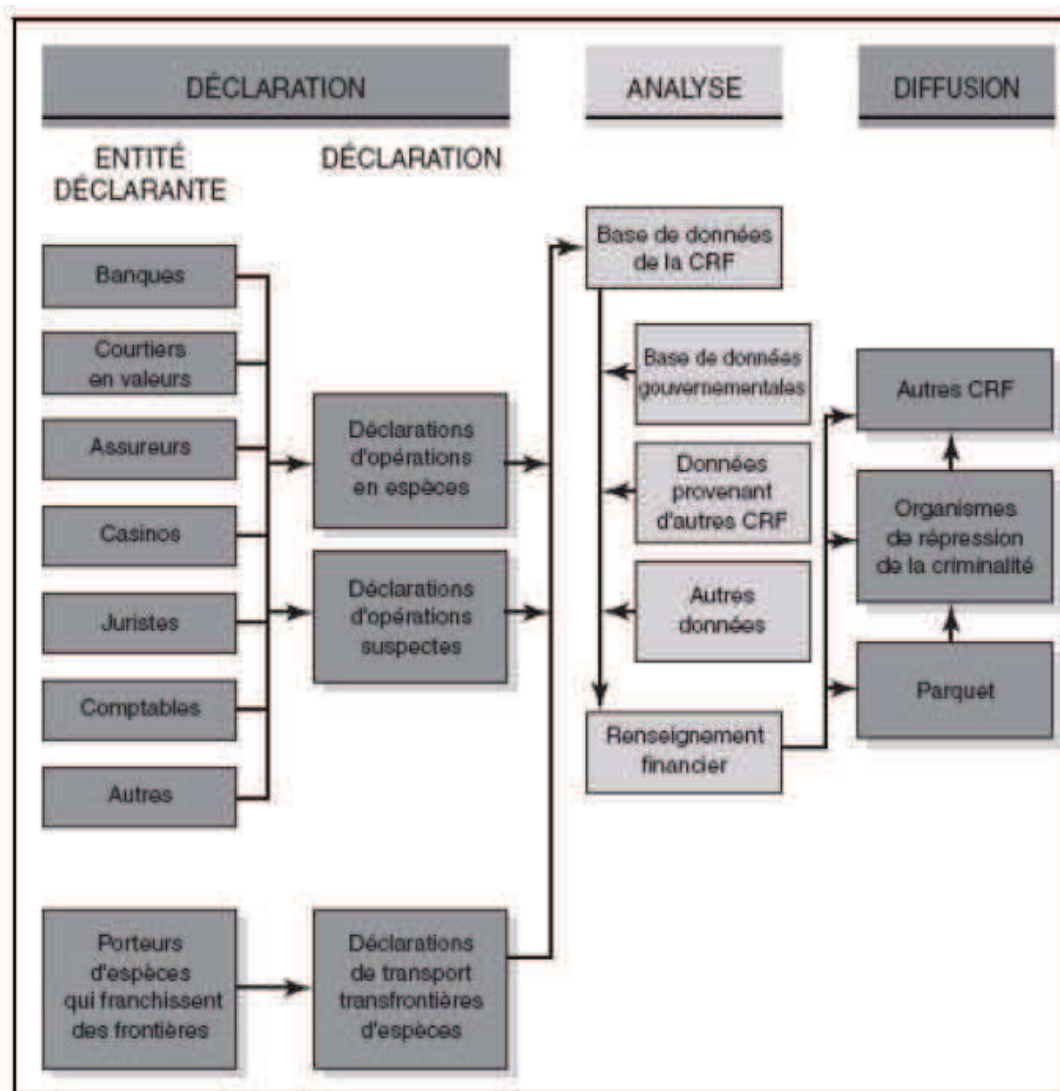 DÉCLARATION
ANALYSE
DIFFUSION
ENTITÉ
DÉCLARANTE
DÉCLARATION
Banques
Courtiers
en valeurs
Assureurs
Casinos
Juristes
Comptables
Autres
Porteurs
d'espèces
qui franchissent
des frontières
Déclarations
d'opérations
en espèces
Déclarations
d'opérations
suspectes
Déclarations
de transport
transfrontières
d'espèces
Base de données
de la CRF
Base de données
gouvernementales
Données
provenant
d'autres CRF
Autres
données
Renseignement
financier
Autres CRF
Organismes
de répression
de la criminalité
Parquet